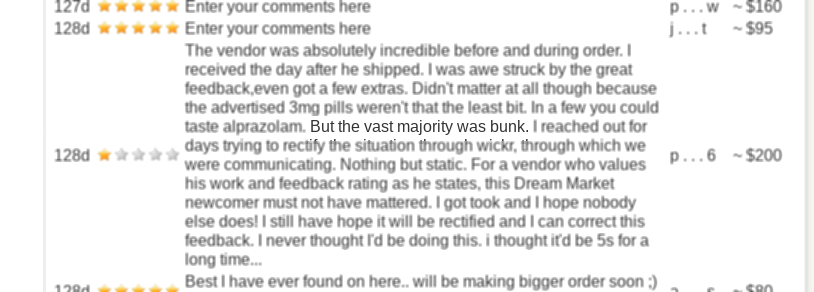 127d ★★★★★ Enter your comments here p...w ~ $160
128d ★★★★★ Enter your comments here j...t ~ $95
The vendor was absolutely incredible before and during order. I
received the day after he shipped. I was awe struck by the great
feedback,even got a few extras. Didn't matter at all though because
the advertised 3mg pills weren't that the least bit. In a few you could
taste alprazolam. But the vast majority was bunk. I reached out for
days trying to rectify the situation through wickr, through which we
128d ★☆☆☆☆ were communicating. Nothing but static. For a vendor who values p...6 ~ $200
his work and feedback rating as he states, this Dream Market
newcomer must not have mattered. I got took and I hope nobody
else does! I still have hope it will be rectified and I can correct this
feedback. I never thought I'd be doing this. i thought it'd be 5s for a
long time...
128d ★★★★★ Best I have ever found on here.. will be making bigger order soon ;) ~ $80